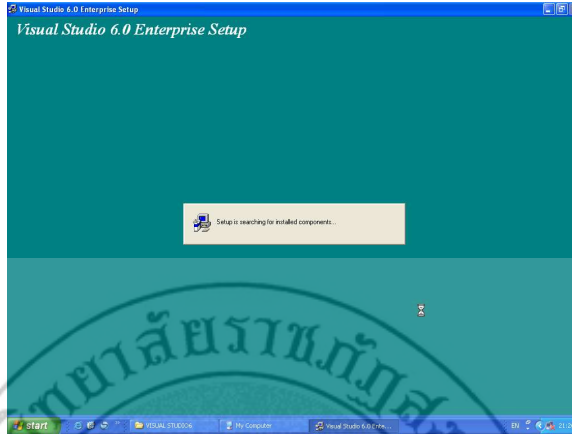 Visual Studio 6.0 Enterprise Setup
Visual Studio 6.0 Enterprise Setup
Setup is searching for installed components...
start
VISUAL STUDIO6
My Computer
Visual Studio 6.0 Ente...
EN